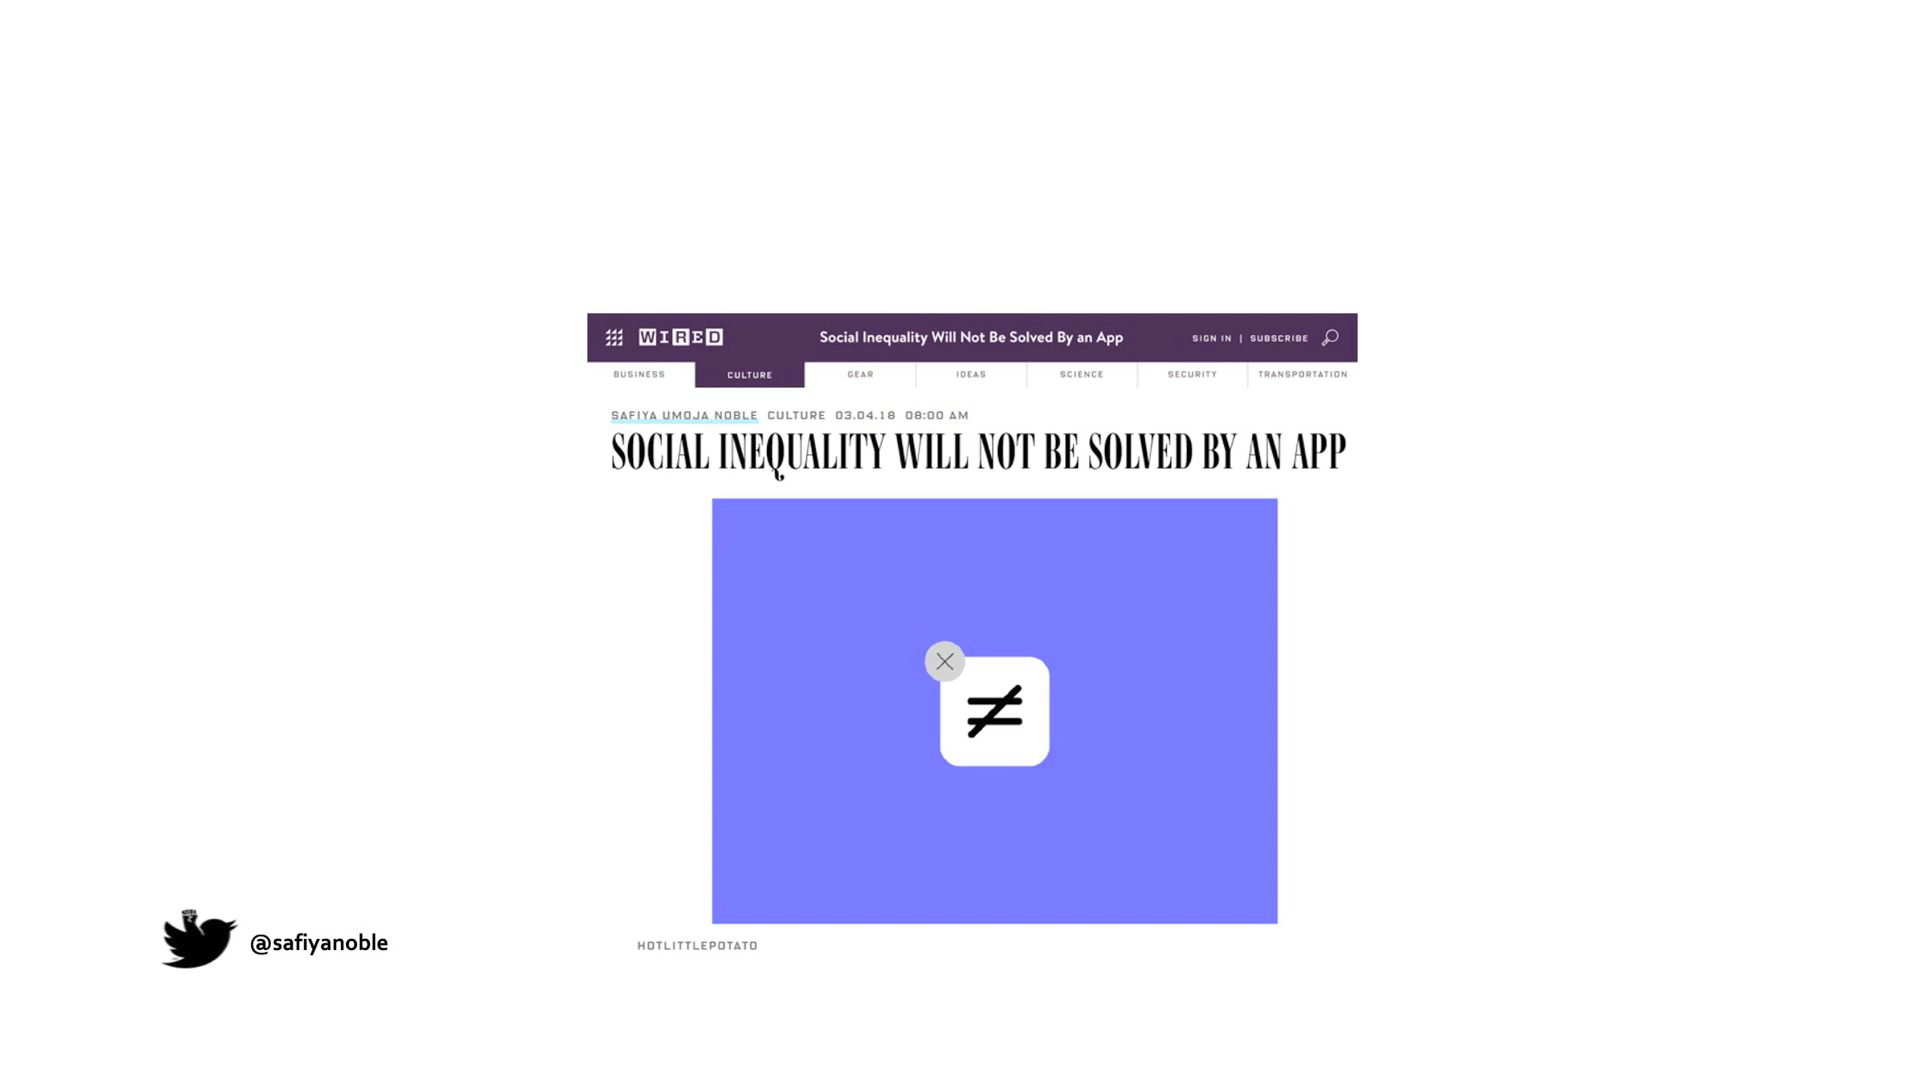 WIRED
Social Inequality Will Not Be Solved By an App
SIGN IN | SUBSCRIBE
BUSINESS CULTURE GEAR IDEAS SCIENCE SECURITY TRANSPORTATION
SAFIYA UMOJA NOBLE CULTURE 03.04.18 08:00 AM
SOCIAL INEQUALITY WILL NOT BE SOLVED BY AN APP
≠
HOTLITTLEPOTATO
@safiyanoble